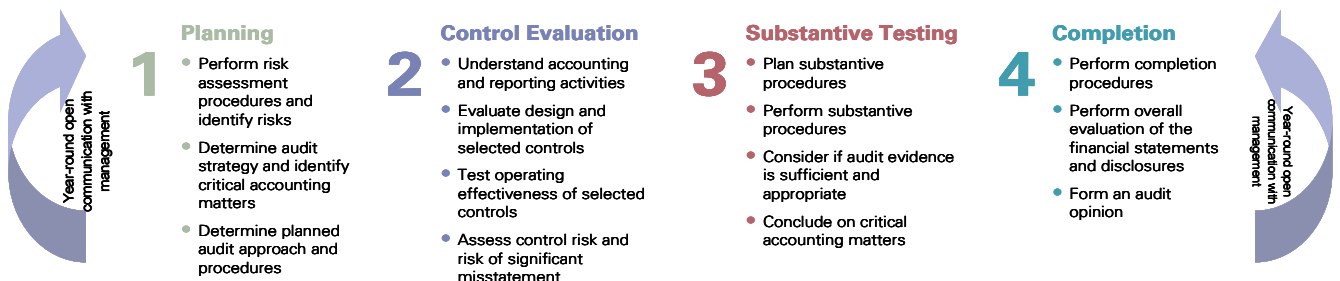 Year-round open
communication with
management
1
Planning
• Perform risk
assessment
procedures and
identify risks
• Determine audit
strategy and identify
critical accounting
matters
• Determine planned
audit approach and
procedures
2
Control Evaluation
• Understand accounting
and reporting activities
• Evaluate design and
implementation of
selected controls
• Test operating
effectiveness of selected
controls
• Assess control risk and
risk of significant
misstatement
3
Substantive Testing
• Plan substantive
procedures
• Perform substantive
procedures
• Consider if audit evidence
is sufficient and
appropriate
• Conclude on critical
accounting matters
4
Completion
• Perform completion
procedures
• Perform overall
evaluation of the
financial statements
and disclosures
• Form an audit
opinion
Year-round open
communication with
management